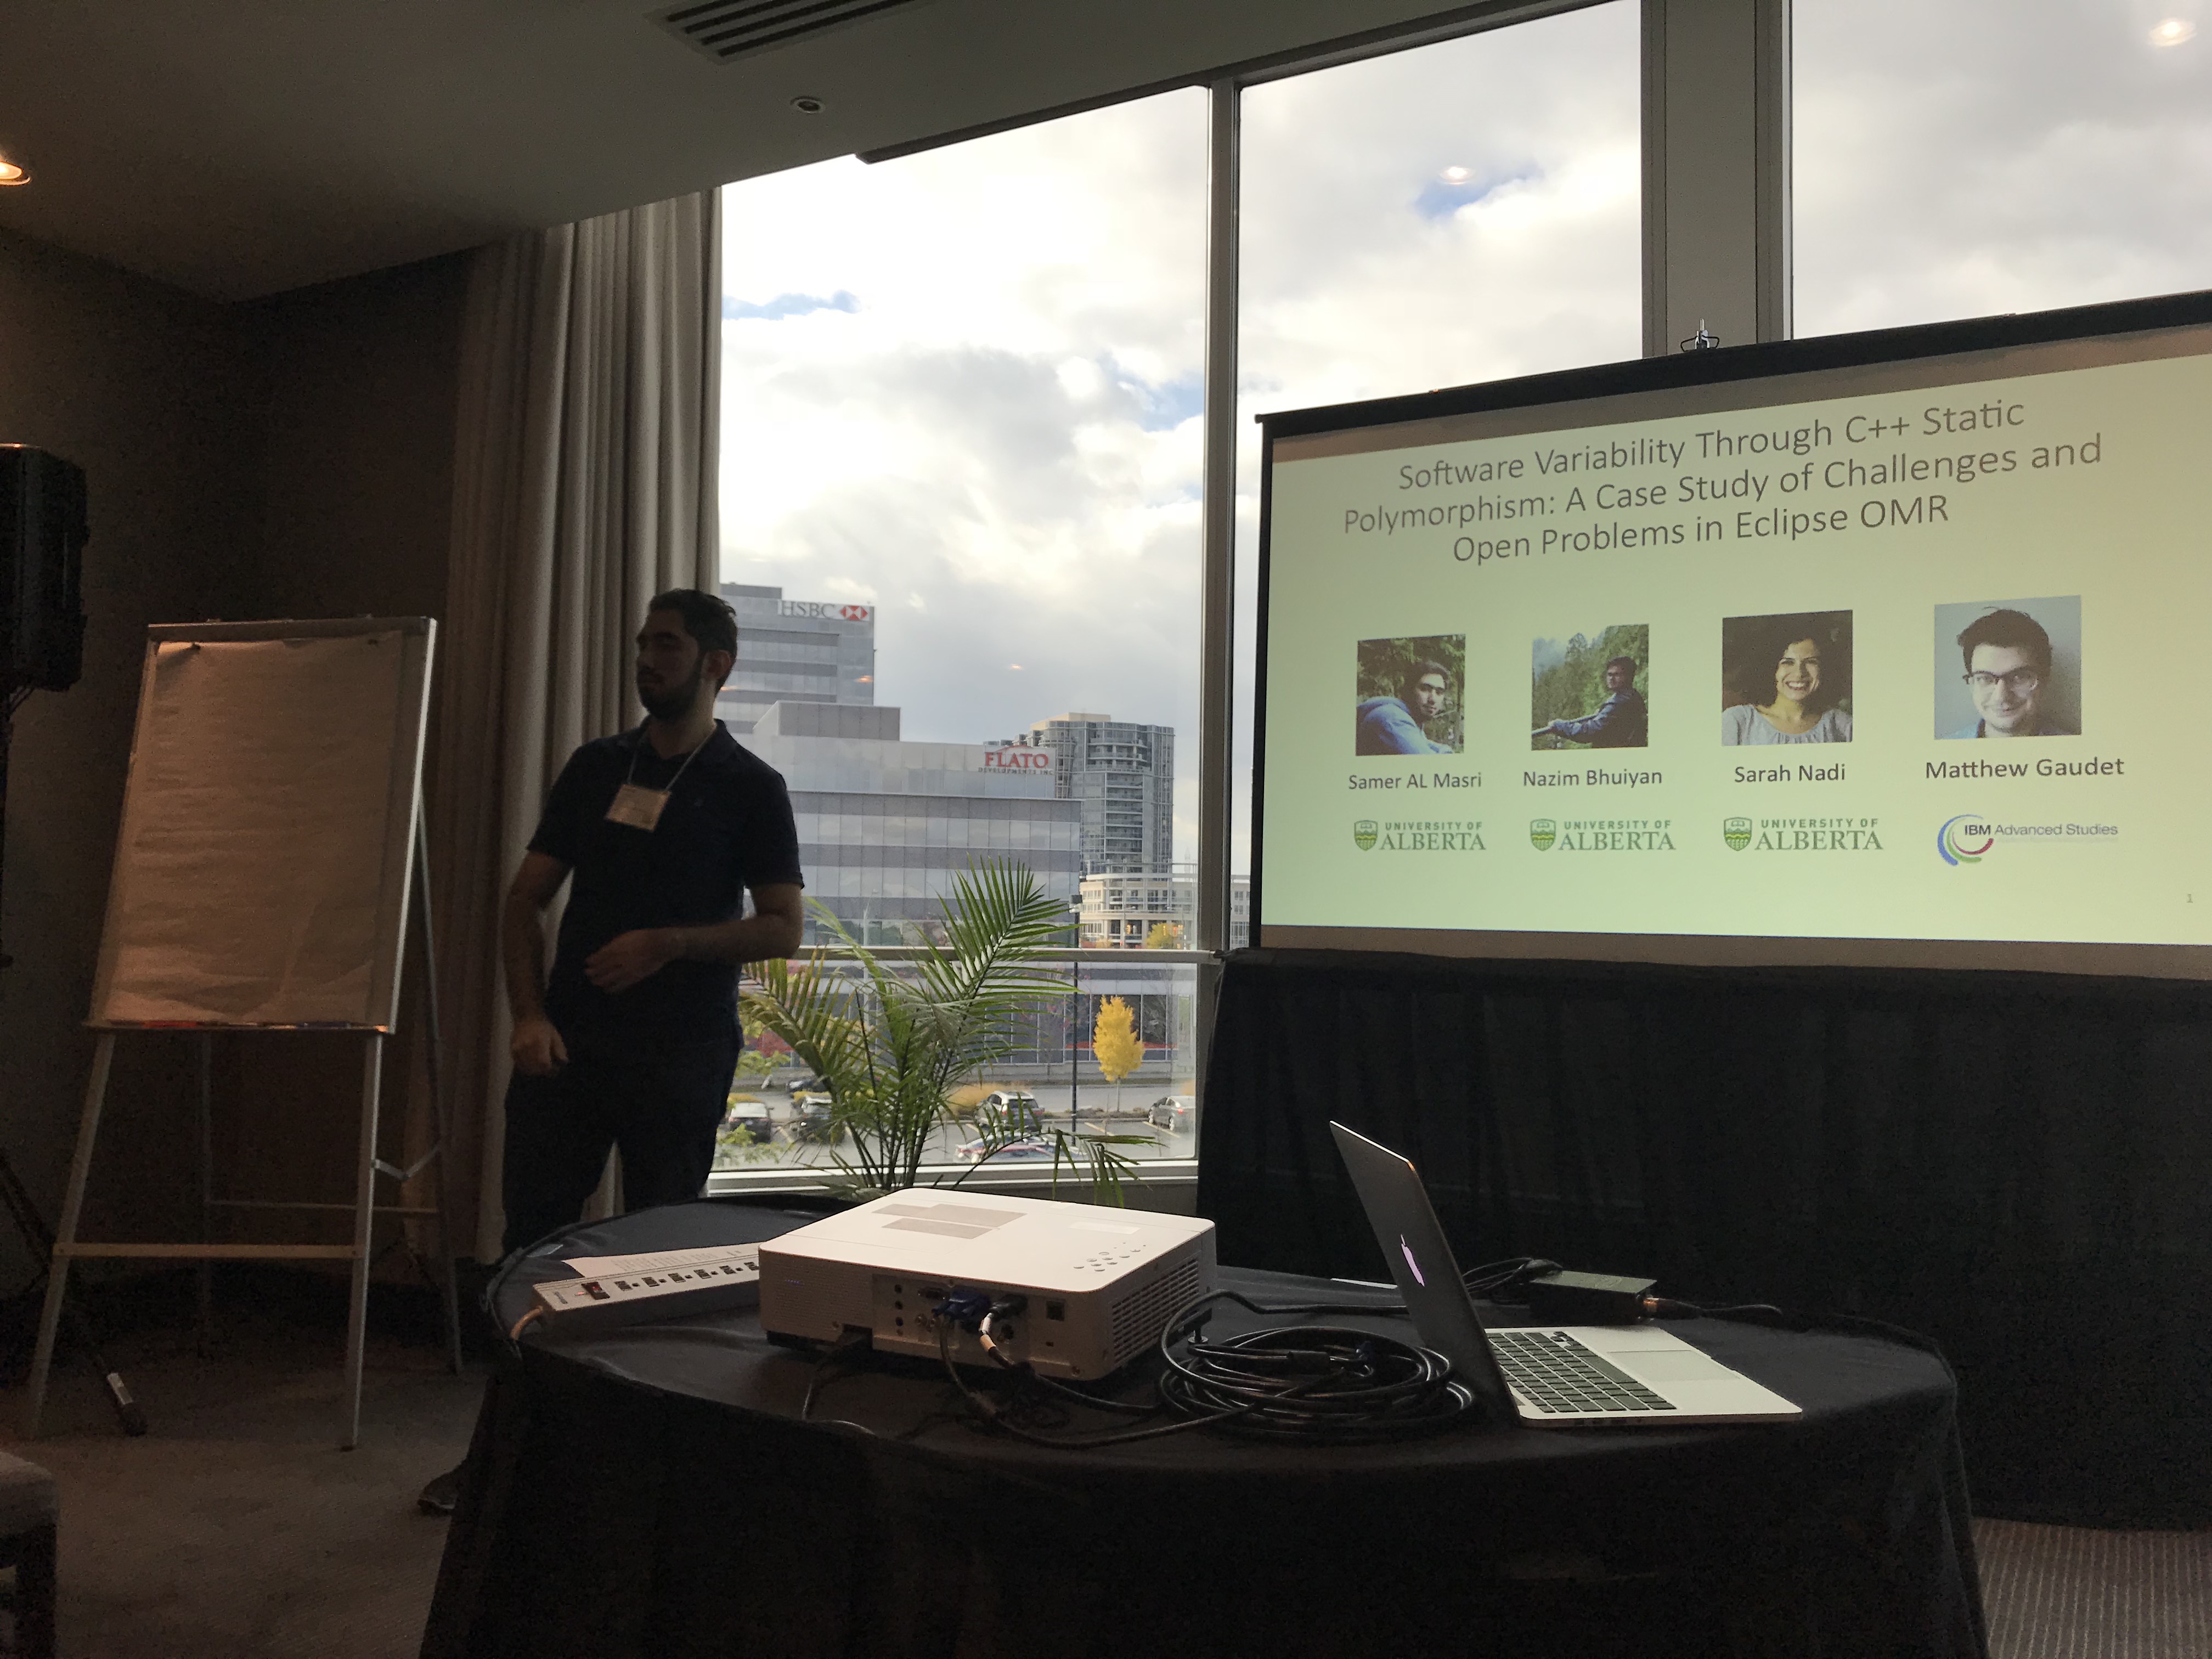 HSBC
FLATO
DEVELOPMENTS INC
Software Variability Through C++ Static
Polymorphism: A Case Study of Challenges and
Open Problems in Eclipse OMR
Samer AL Masri
Nazim Bhuiyan
Sarah Nadi
Matthew Gaudet
UNIVERSITY OF
ALBERTA
UNIVERSITY OF
ALBERTA
UNIVERSITY OF
ALBERTA
IBM Advanced Studies
1